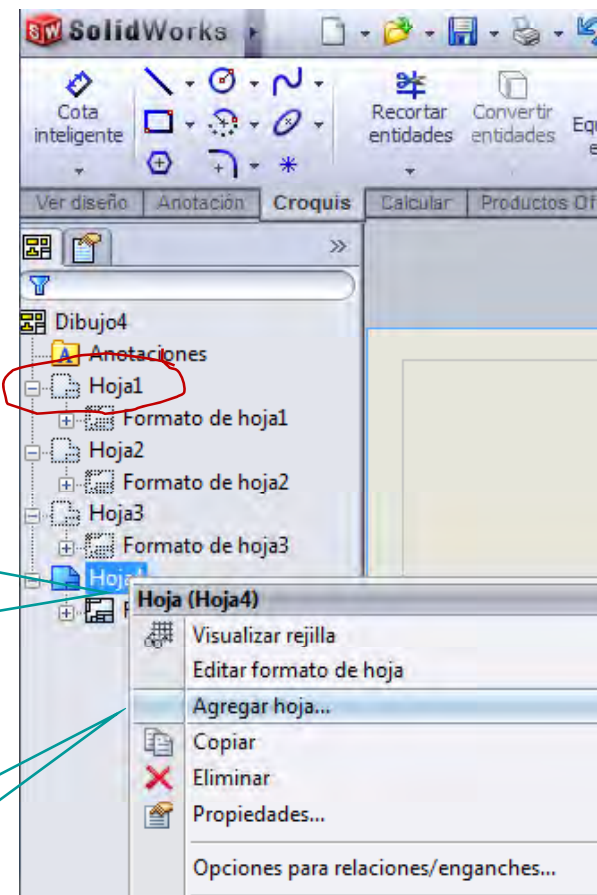 SolidWorks
Cota
inteligente
Recortar
entidades
Convertir
entidades
Ver diseño
Anotación
Croquis
Calcular
Productos Of
Dibujo4
Anotaciones
Hoja1
Formato de hoja1
Hoja2
Formato de hoja2
Hoja3
Formato de hoja3
Hoja4
Hoja (Hoja4)
Visualizar rejilla
Editar formato de hoja
Agregar hoja...
Copiar
Eliminar
Propiedades...
Opciones para relaciones/enganches...